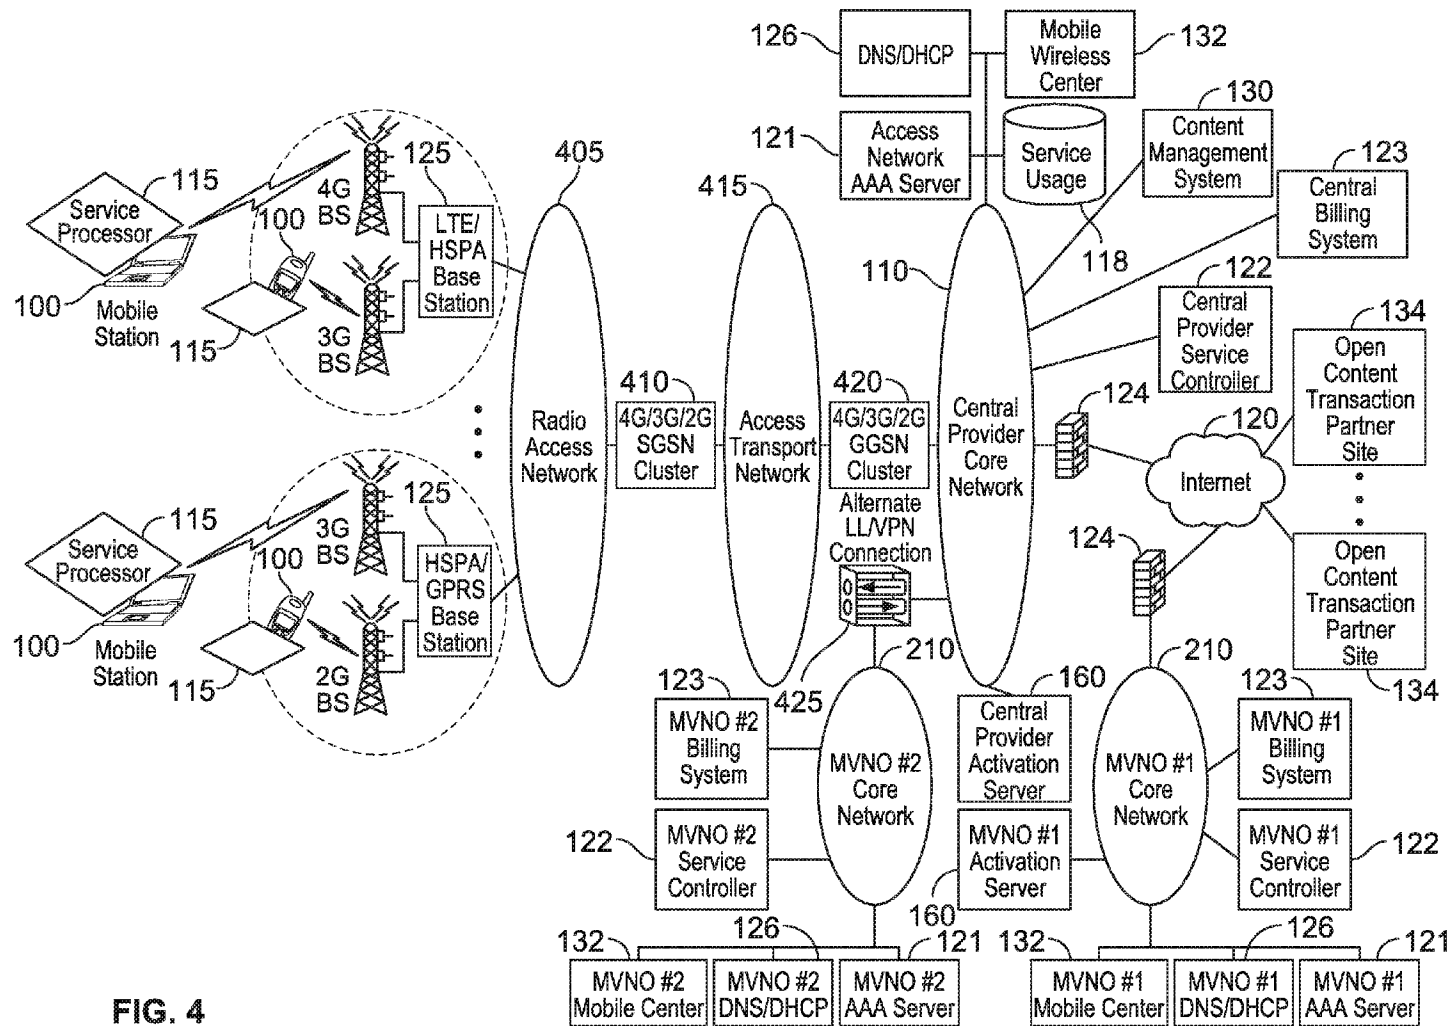 126
DNS/DHCP
Mobile
Wireless
Center
132
121
Access
Network
AAA Server
Service
Usage
118
130
Content
Management
System
123
Central
Billing
System
122
Central
Provider
Service
Controller
134
Open
Content
Transaction
Partner
Site
115
Service
Processor
100
Mobile
Station
4G
BS
100
115
3G
BS
125
LTE/
HSPA
Base
Station
405
Radio
Access
Network
410
4G/3G/2G
SGSN
Cluster
415
Access
Transport
Network
420
4G/3G/2G
GGSN
Cluster
110
Central
Provider
Core
Network
124
120
Internet
Alternate
LL/VPN
Connection
425
124
Open
Content
Transaction
Partner
Site
134
115
Service
Processor
100
Mobile
Station
3G
BS
100
115
2G
BS
125
HSPA/
GPRS
Base
Station
210
MVNO #2
Core
Network
123
MVNO #2
Billing
System
122
MVNO #2
Service
Controller
160
Central
Provider
Activation
Server
MVNO #1
Activation
Server
160
210
MVNO #1
Core
Network
123
MVNO #1
Billing
System
MVNO #1
Service
Controller
122
132
MVNO #2
Mobile Center
126
MVNO #2
DNS/DHCP
121
MVNO #2
AAA Server
132
MVNO #1
Mobile Center
126
MVNO #1
DNS/DHCP
121
MVNO #1
AAA Server
FIG. 4